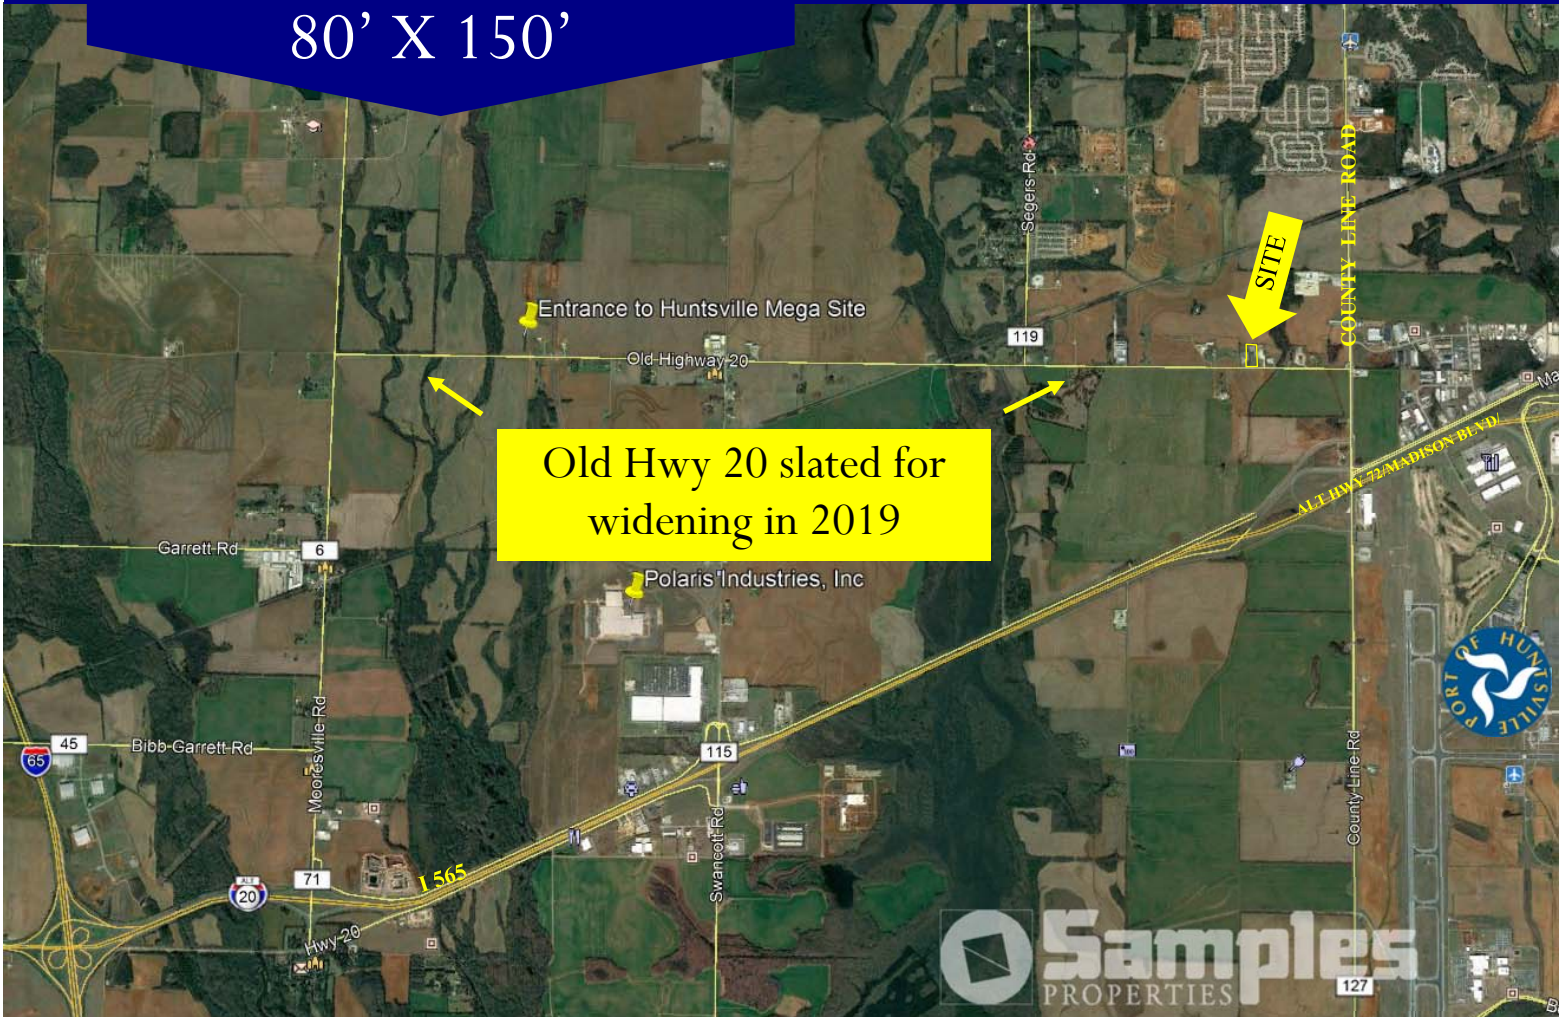 80’ X 150’
Segers Rd
COUNTY LINE ROAD
SITE
Entrance to Huntsville Mega Site
119
Old Highway 20
Old Hwy 20 slated for
widening in 2019
ALT HWY 72/MADISON BLVD/
Garrett Rd
6
Polaris Industries, Inc
PORT OF HUNTSVILLE
45
Bibb Garrett Rd
65
Mooresville Rd
115
County Line Rd
Swancott Rd
71
I 565
ALT
20
Hwy 20
Samples
PROPERTIES
127